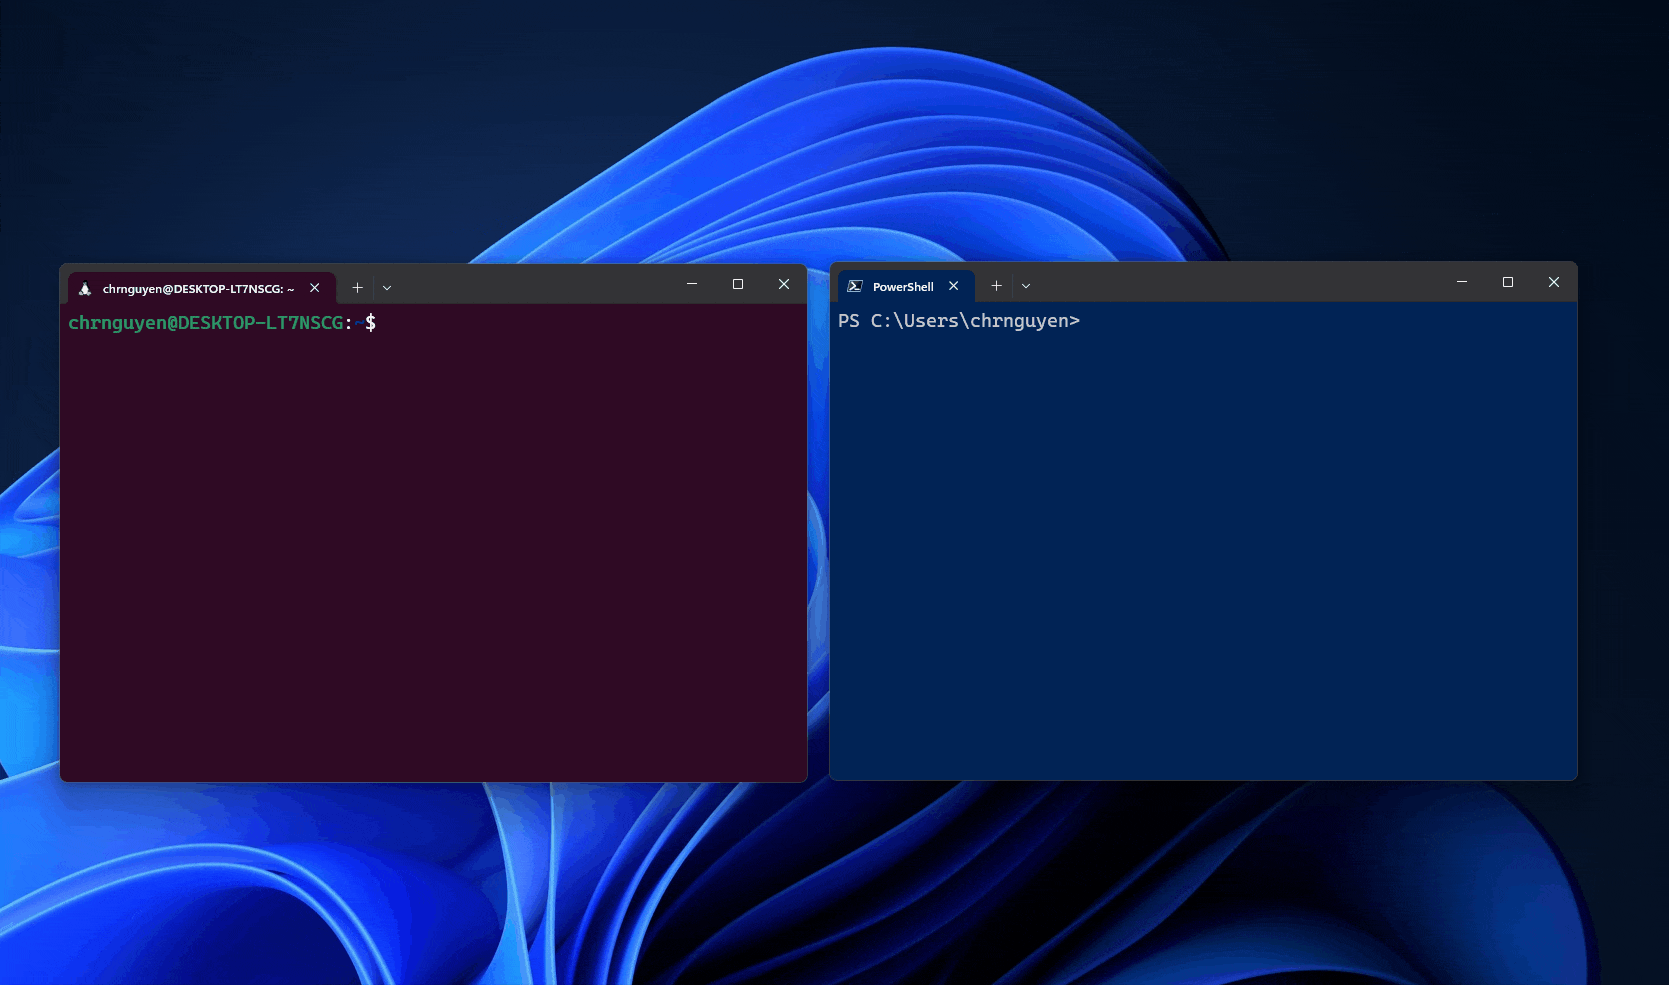 chrnguyen@DESKTOP-LT7NSCG: ~
chrnguyen@DESKTOP-LT7NSCG:~$
PowerShell
PS C:\Users\chrnguyen>